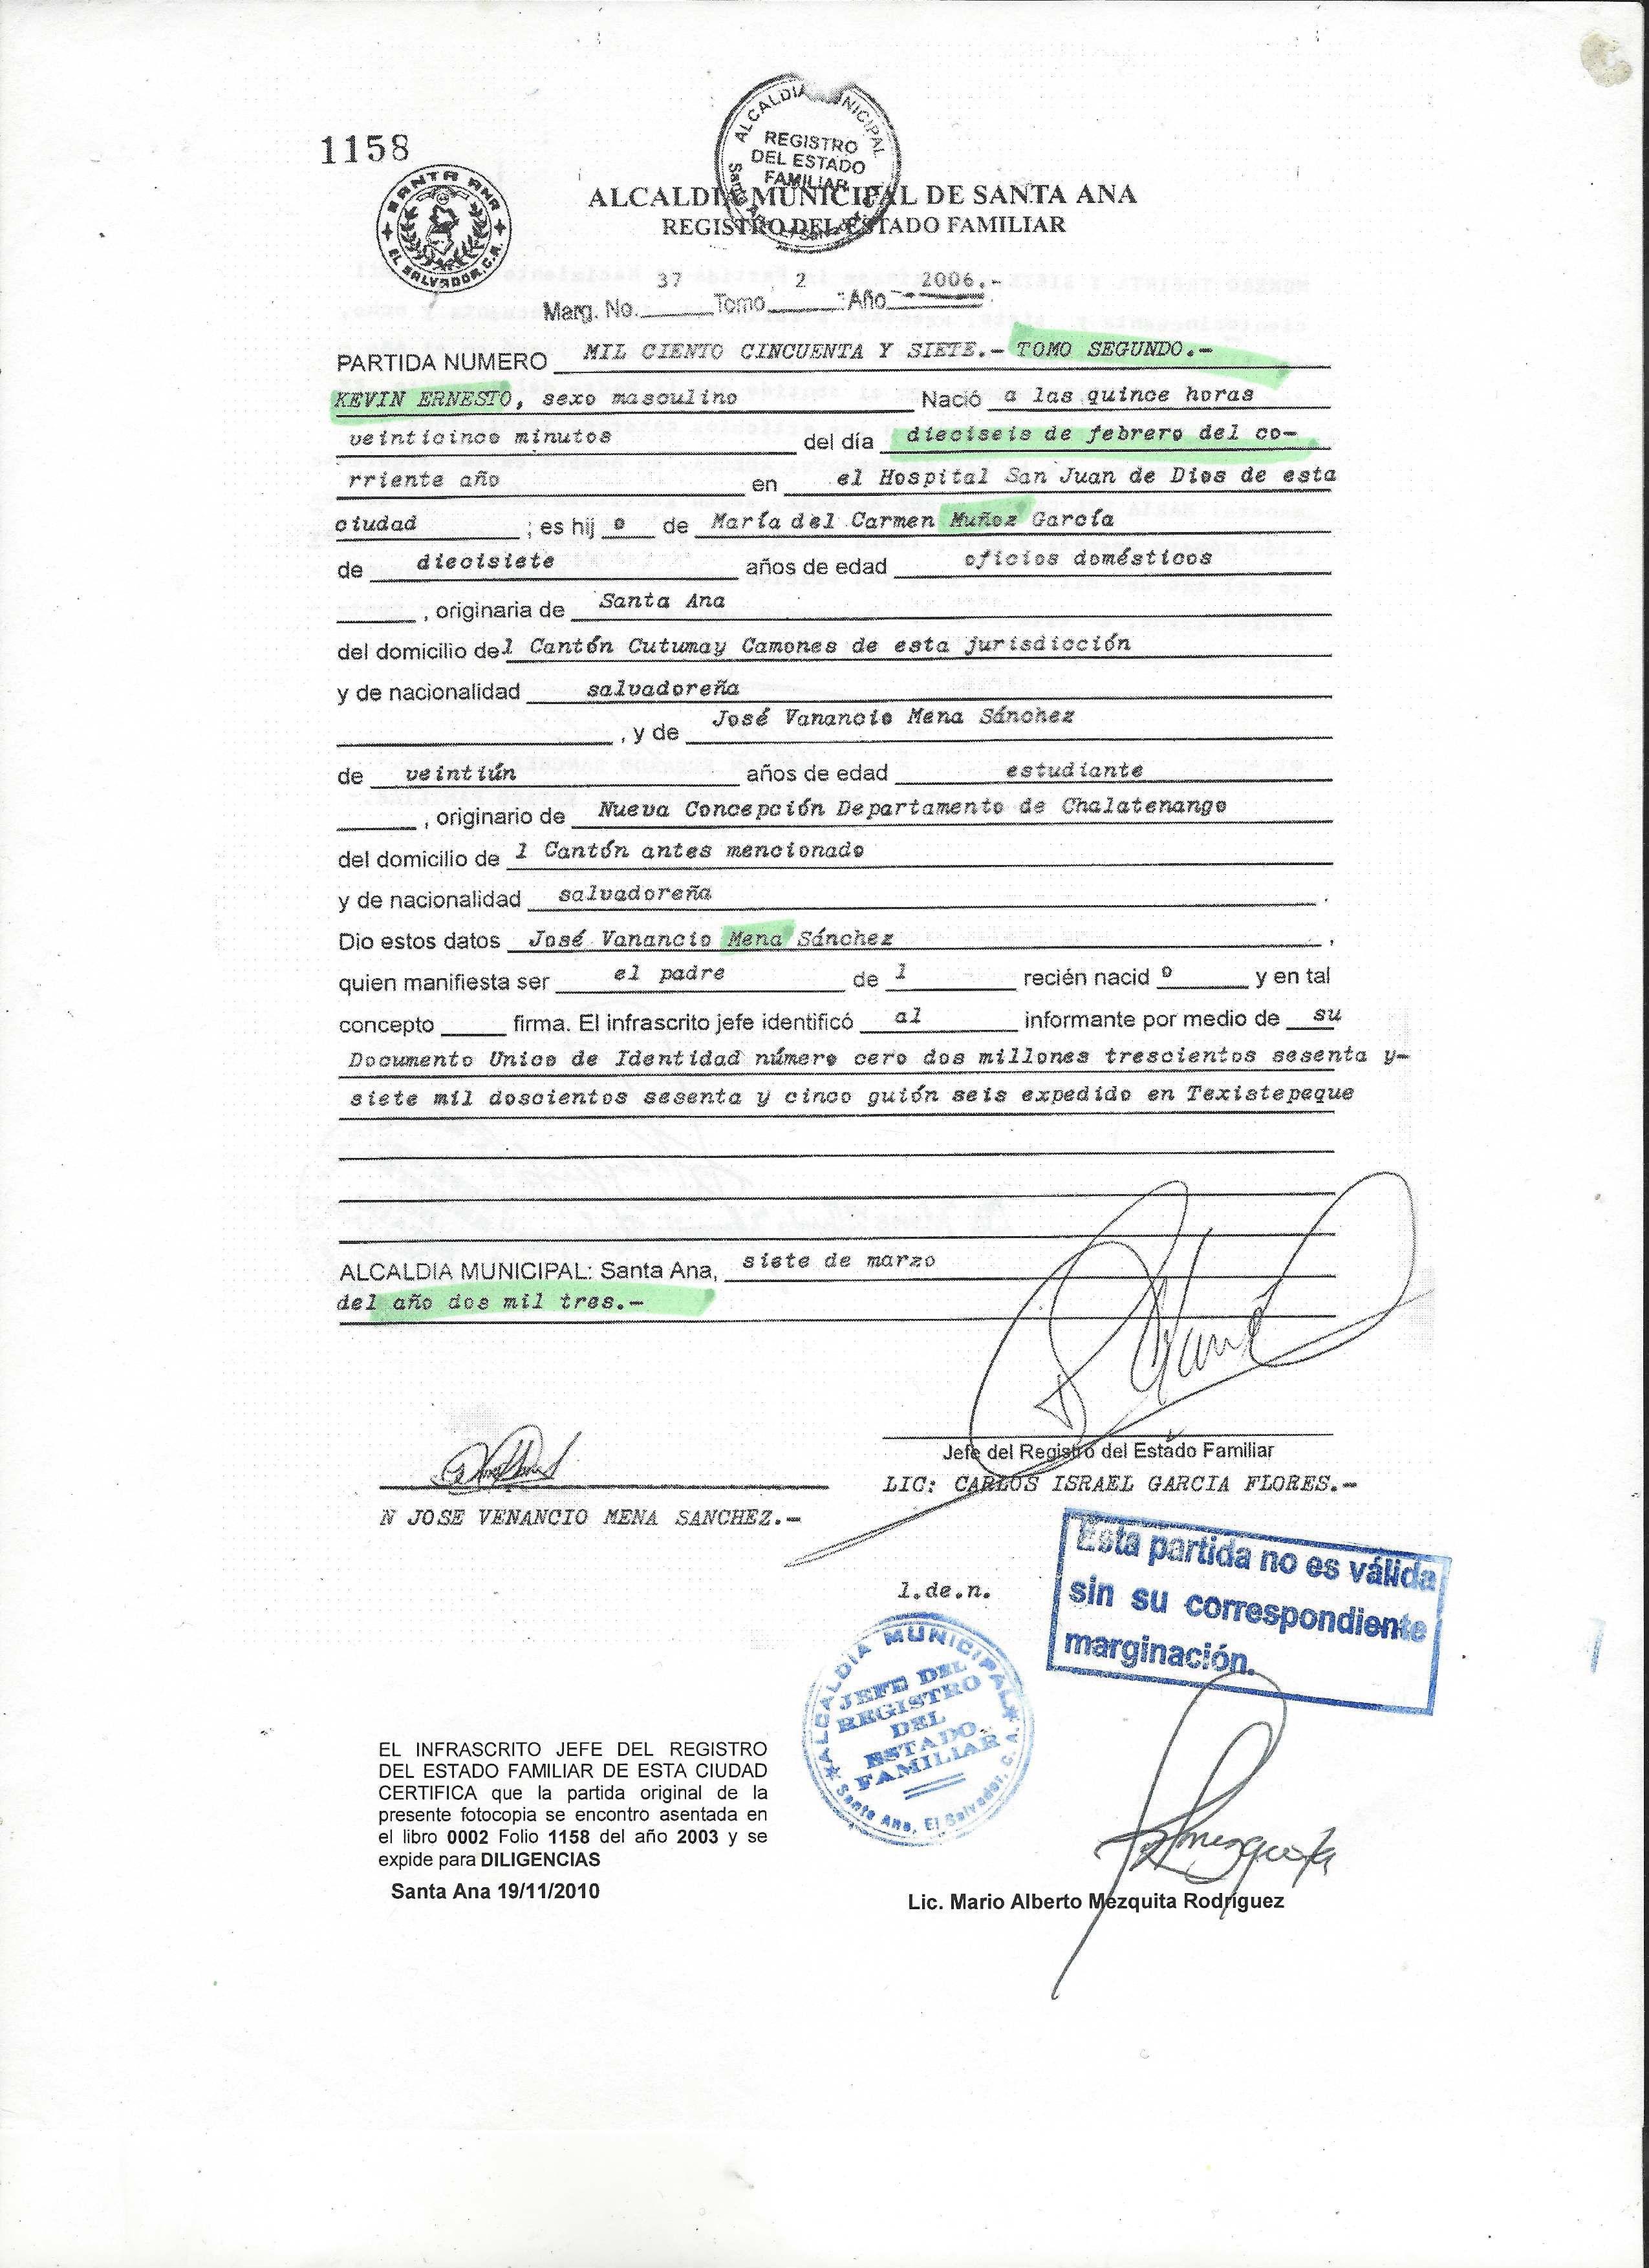 1158
ALCALDIA MUNICIPAL
REGISTRO
DEL ESTADO
FAMILIAR
SANTA ANA
EL SALVADOR, C.A.
ALCALDIA MUNICIPAL DE SANTA ANA
REGISTRO DEL ESTADO FAMILIAR
Marg. No. 37 Tomo 2 Año 2006.-
PARTIDA NUMERO MIL CIENTO CINCUENTA Y SIETE.- TOMO SEGUNDO.-
KEVIN ERNESTO, sexo masculino Nació a las quince horas
veinticinco minutos del día dieciseis de febrero del co-
rriente año en el Hospital San Juan de Dios de esta
ciudad ; es hij o de María del Carmen Muñoz García
de diecisiete años de edad oficios domésticos
, originaria de Santa Ana
del domicilio del Cantón Cutumay Camones de esta jurisdicción
y de nacionalidad salvadoreña
, y de José Vanancio Mena Sánchez
de veintiún años de edad estudiante
, originario de Nueva Concepción Departamento de Chalatenango
del domicilio de l Cantón antes mencionado
y de nacionalidad salvadoreña .
Dio estos datos José Vanancio Mena Sánchez ,
quien manifiesta ser el padre de l recién nacid o y en tal
concepto firma. El infrascrito jefe identificó al informante por medio de su
Documento Unico de Identidad número cero dos millones trescientos sesenta y-
siete mil doscientos sesenta y cinco guión seis expedido en Texistepeque
ALCALDIA MUNICIPAL: Santa Ana, siete de marzo
del año dos mil tres.-
Jefe del Registro del Estado Familiar
LIC: CARLOS ISRAEL GARCIA FLORES.-
N JOSE VENANCIO MENA SANCHEZ.-
Esta partida no es válida
sin su correspondiente
marginación.
l.de.n.
ALCALDIA MUNICIPAL
JEFE DEL
REGISTRO
DEL
ESTADO
FAMILIAR
Santa Ana, El Salvador, C. A.
EL INFRASCRITO JEFE DEL REGISTRO
DEL ESTADO FAMILIAR DE ESTA CIUDAD
CERTIFICA que la partida original de la
presente fotocopia se encontro asentada en
el libro 0002 Folio 1158 del año 2003 y se
expide para DILIGENCIAS
Santa Ana 19/11/2010
Lic. Mario Alberto Mezquita Rodríguez